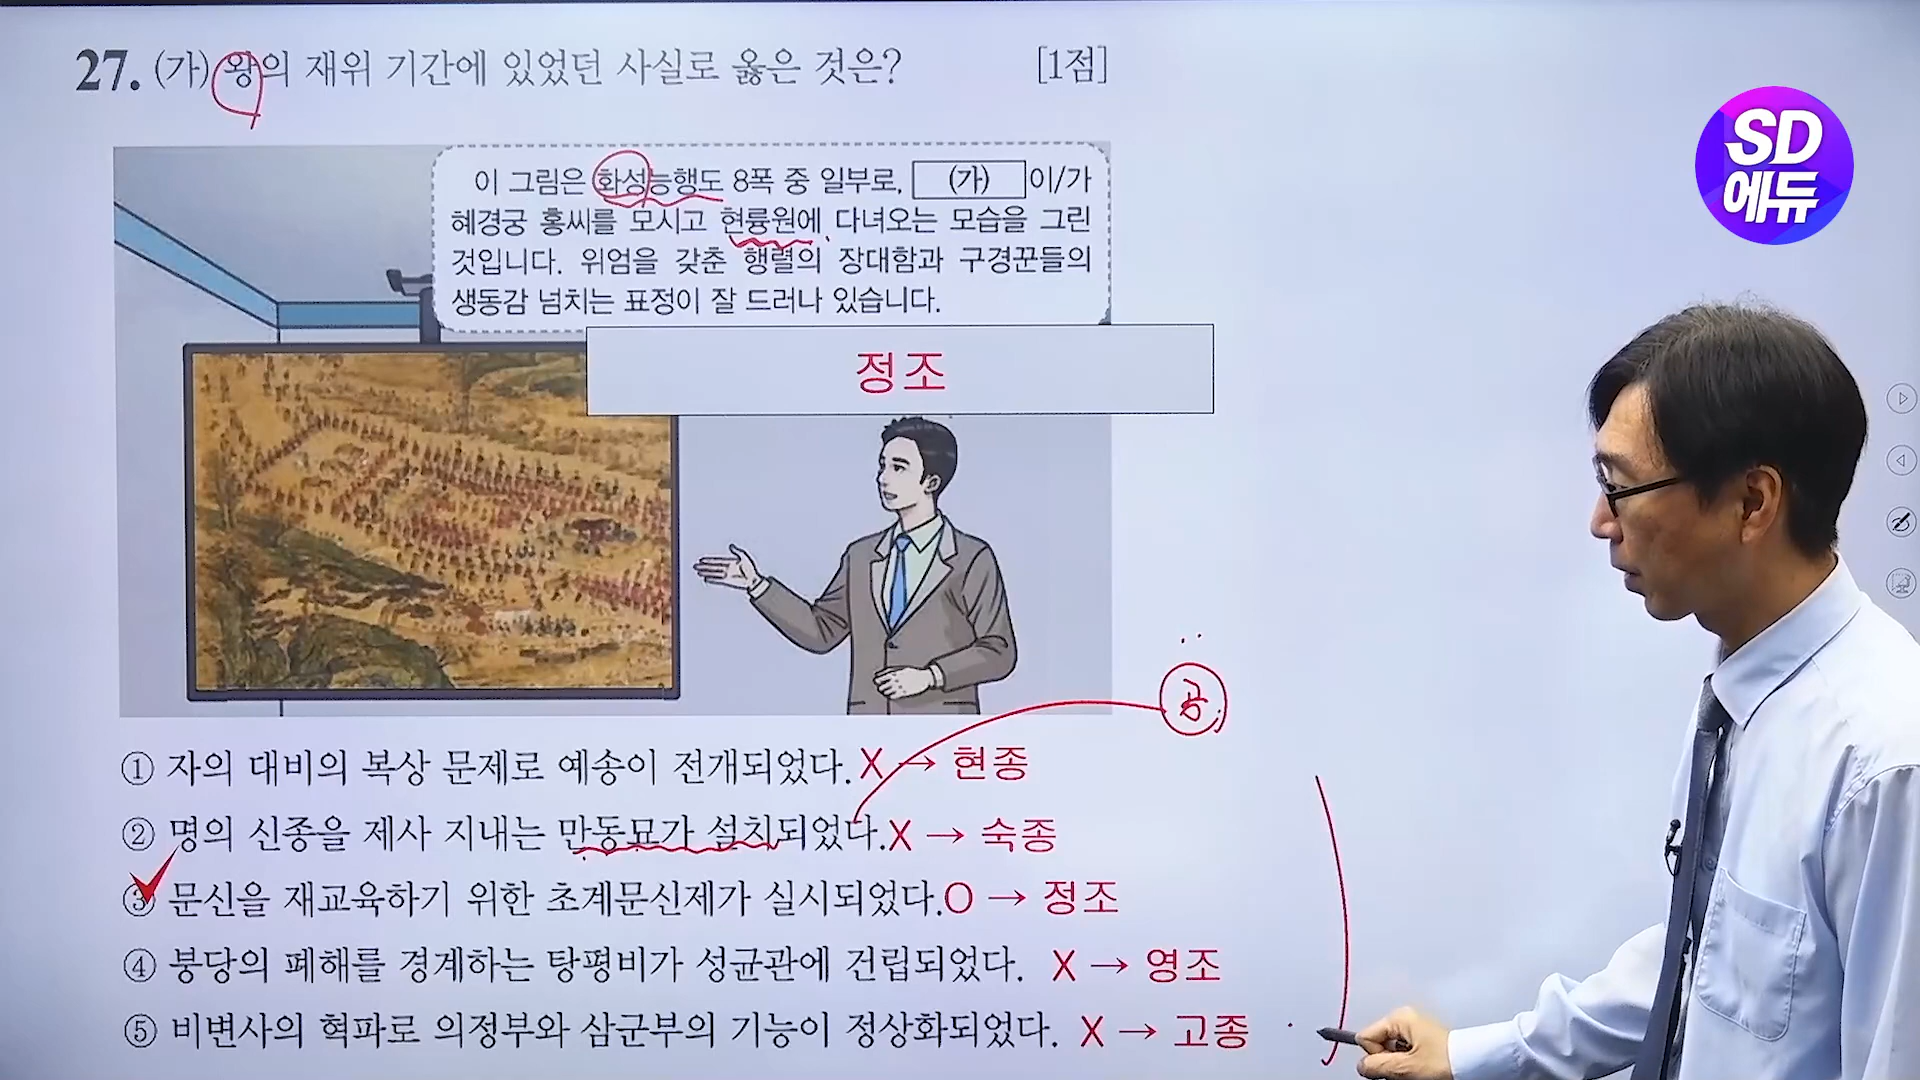 27. (가) 왕의 재위 기간에 있었던 사실로 옳은 것은? [1점]
SD
에듀
이 그림은 화성능행도 8폭 중 일부로, (가) 이/가
혜경궁 홍씨를 모시고 현륭원에 다녀오는 모습을 그린
것입니다. 위엄을 갖춘 행렬의 장대함과 구경꾼들의
생동감 넘치는 표정이 잘 드러나 있습니다.
정조
① 자의 대비의 복상 문제로 예송이 전개되었다. X → 현종
② 명의 신종을 제사 지내는 만동묘가 설치되었다. X → 숙종
③ 문신을 재교육하기 위한 초계문신제가 실시되었다. O → 정조
④ 붕당의 폐해를 경계하는 탕평비가 성균관에 건립되었다. X → 영조
⑤ 비변사의 혁파로 의정부와 삼군부의 기능이 정상화되었다. X → 고종